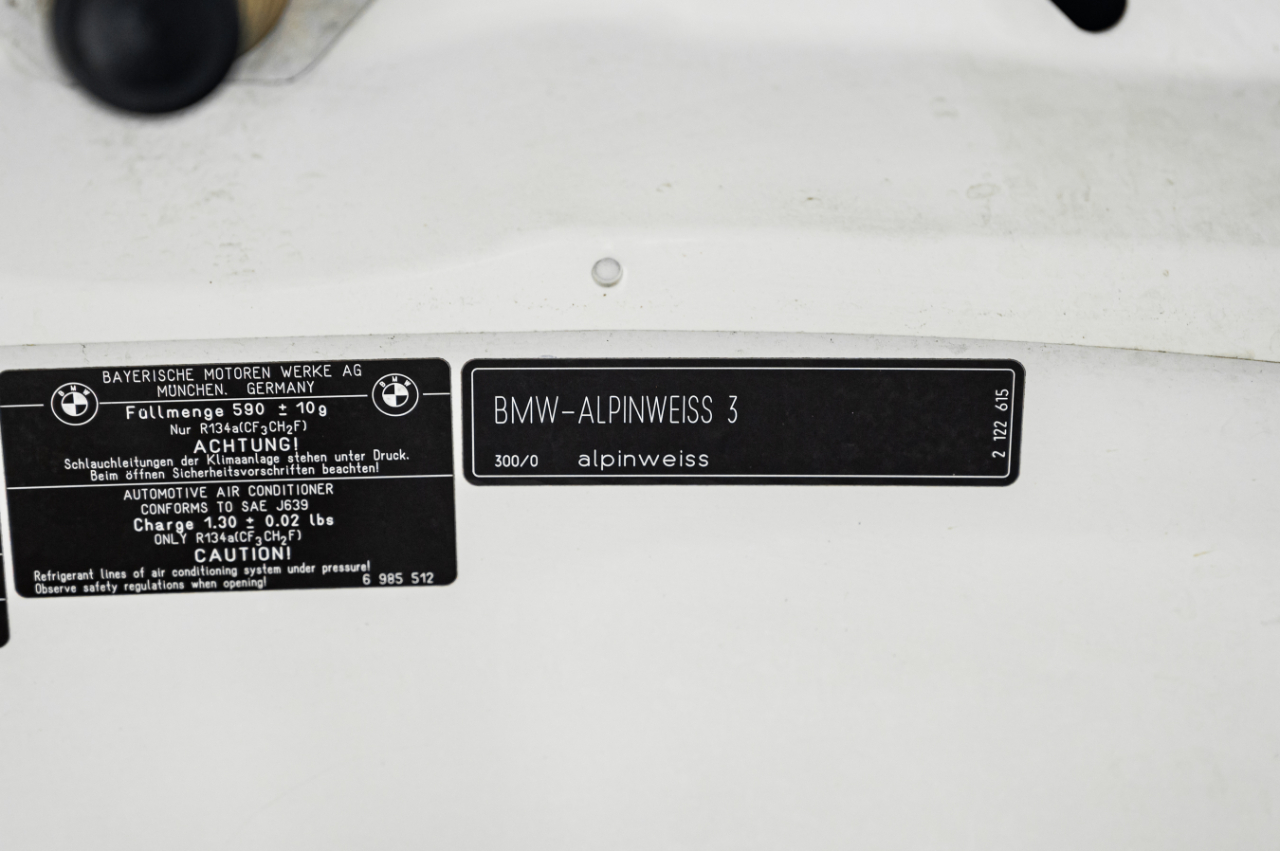 BAYERISCHE MOTOREN WERKE AG
MÜNCHEN. GERMANY
BMW
BMW
Füllmenge 590 ± 10g
Nur R134a(CF₃CH₂F)
ACHTUNG!
Schlauchleitungen der Klimaanlage stehen unter Druck.
Beim öffnen Sicherheitsvorschriften beachten!
AUTOMOTIVE AIR CONDITIONER
CONFORMS TO SAE J639
Charge 1.30 ± 0.02 lbs
ONLY R134a(CF₃CH₂F)
CAUTION!
Refrigerant lines of air conditioning system under pressure!
Observe safety regulations when opening!
6 985 512
BMW-ALPINWEISS 3
300/0 alpinweiss
2 122 615